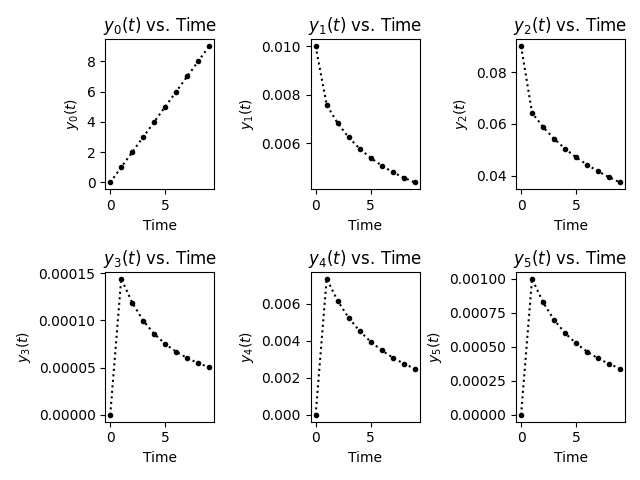 y₀(t) vs. Time
y₁(t) vs. Time
y₂(t) vs. Time
y₀(t)
8
6
4
2
0
0
5
Time
y₁(t)
0.010
0.008
0.006
0
5
Time
y₂(t)
0.08
0.06
0.04
0
5
Time
y₃(t) vs. Time
y₄(t) vs. Time
y₅(t) vs. Time
y₃(t)
0.00015
0.00010
0.00005
0.00000
0
5
Time
y₄(t)
0.006
0.004
0.002
0.000
0
5
Time
y₅(t)
0.00100
0.00075
0.00050
0.00025
0.00000
0
5
Time